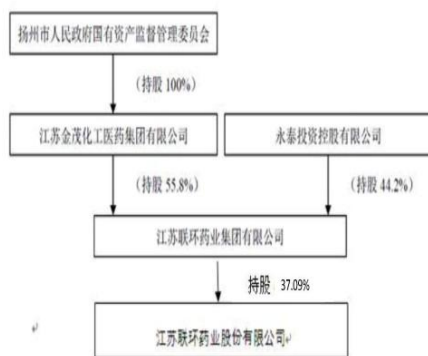 扬州市人民政府国有资产监督管理委员会
(持股 100%)
江苏金茂化工医药集团有限公司
永泰投资控股有限公司
(持股 55.8%)
(持股 44.2%)
江苏联环药业集团有限公司
持股 37.09%
江苏联环药业股份有限公司